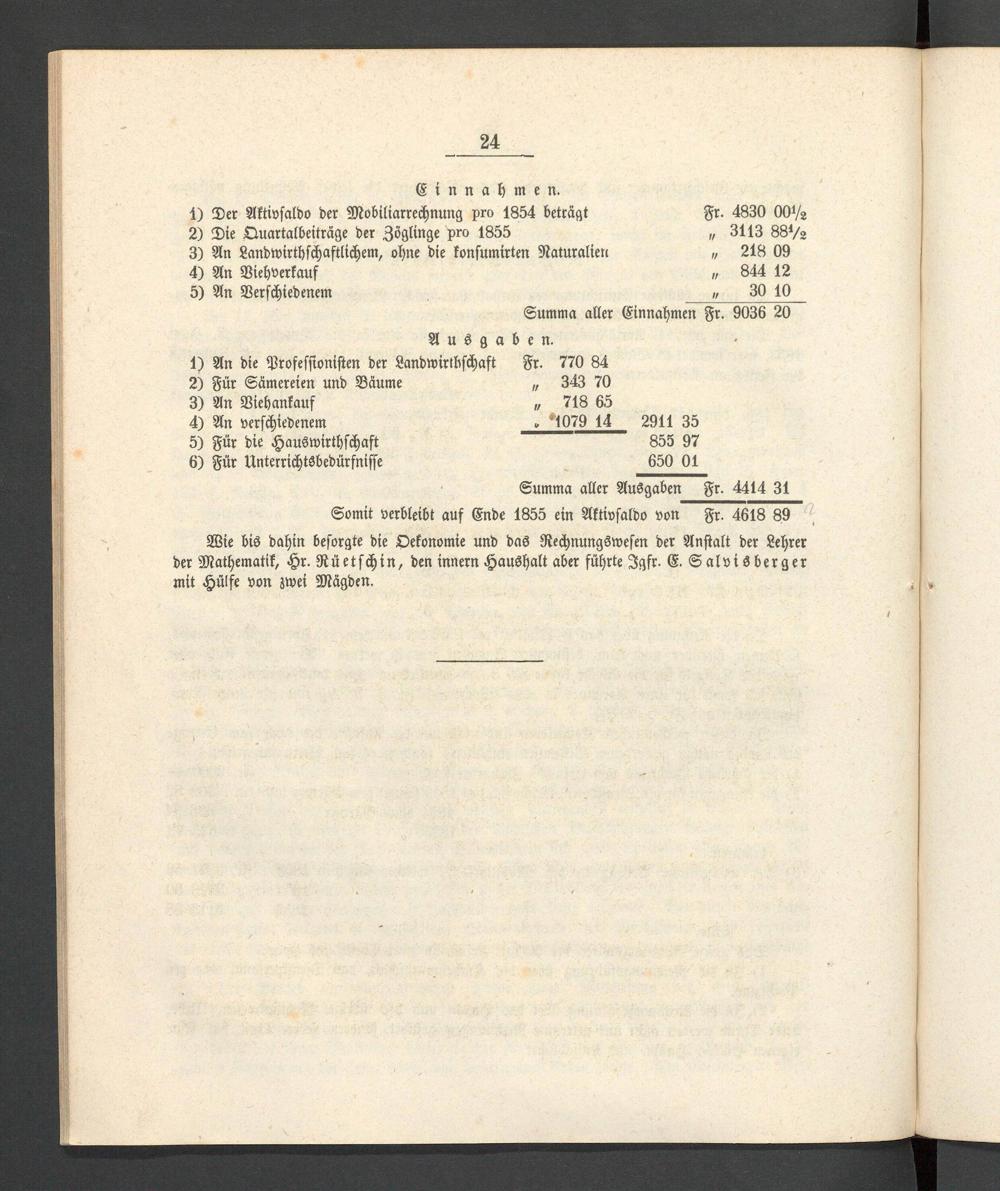 24
Einnahmen.
1) Der Aktivsaldo der Mobiliarrechnung pro 1854 beträgt Fr. 4830 00½
2) Die Quartalbeiträge der Zöglinge pro 1855 „ 3113 88½
3) An Landwirthschaftlichem, ohne die konsumirten Naturalien „ 218 09
4) An Viehverkauf „ 844 12
5) An Verschiedenem „ 30 10
Summa aller Einnahmen Fr. 9036 20
Ausgaben.
1) An die Professionisten der Landwirthschaft Fr. 770 84
2) Für Sämereien und Bäume „ 343 70
3) An Viehankauf „ 718 65
4) An verschiedenem „ 1079 14 2911 35
5) Für die Hauswirthschaft 855 97
6) Für Unterrichtsbedürfnisse 650 01
Summa aller Ausgaben Fr. 4414 31
Somit verbleibt auf Ende 1855 ein Aktivsaldo von Fr. 4618 89
Wie bis dahin besorgte die Oekonomie und das Rechnungswesen der Anstalt der Lehrer
der Mathematik, Hr. Rüetschin, den innern Haushalt aber führte Jgfr. E. Salvisberger
mit Hülfe von zwei Mägden.